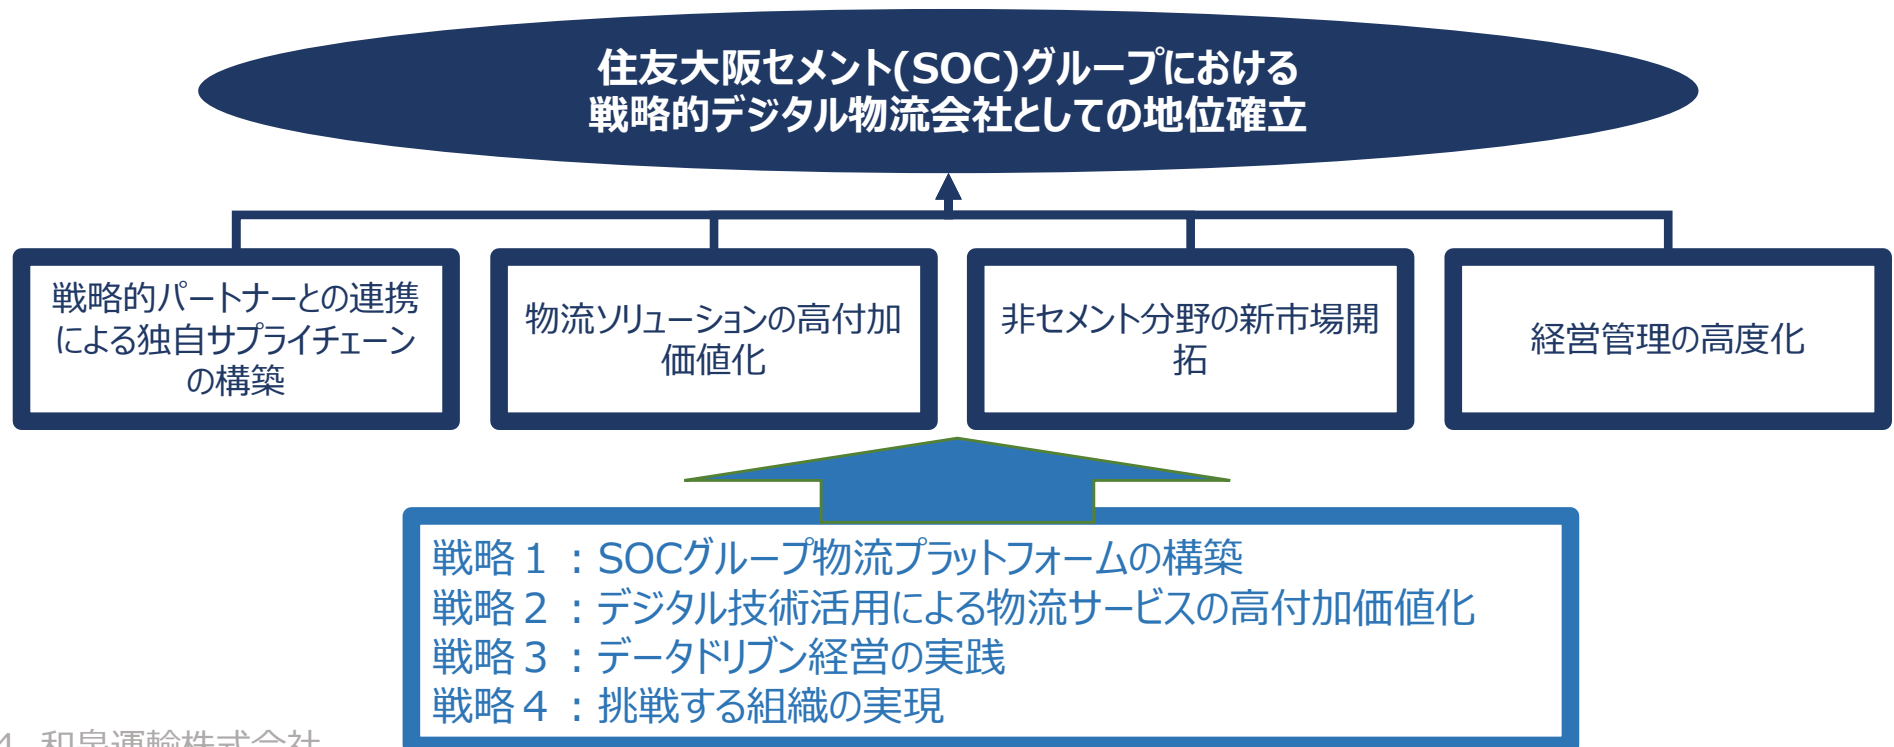 住友大阪セメント(SOC)グループにおける
戦略的デジタル物流会社としての地位確立
戦略的パートナーとの連携
による独自サプライチェーン
の構築
物流ソリューションの高付加
価値化
非セメント分野の新市場開
拓
経営管理の高度化
戦略１：SOCグループ物流プラットフォームの構築
戦略２：デジタル技術活用による物流サービスの高付加価値化
戦略３：データドリブン経営の実践
戦略４：挑戦する組織の実現
4 和泉運輸株式会社